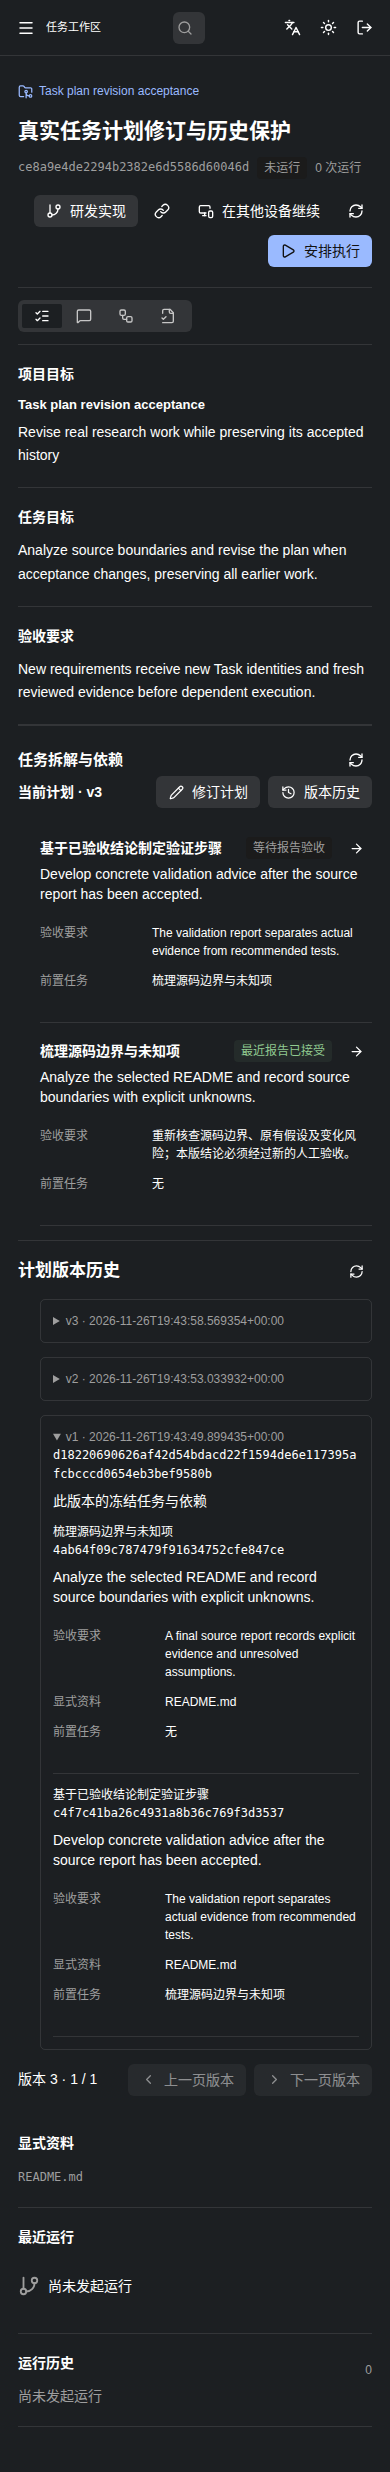 任务工作区
Task plan revision acceptance
真实任务计划修订与历史保护
ce8a9e4de2294b2382e6d5586d60046d 未运行 0 次运行
研发实现 在其他设备继续
安排执行
项目目标
Task plan revision acceptance
Revise real research work while preserving its accepted
history
任务目标
Analyze source boundaries and revise the plan when
acceptance changes, preserving all earlier work.
验收要求
New requirements receive new Task identities and fresh
reviewed evidence before dependent execution.
任务拆解与依赖
当前计划 · v3 修订计划 版本历史
基于已验收结论制定验证步骤 等待报告验收
Develop concrete validation advice after the source
report has been accepted.
验收要求 The validation report separates actual
evidence from recommended tests.
前置任务 梳理源码边界与未知项
梳理源码边界与未知项 最近报告已接受
Analyze the selected README and record source
boundaries with explicit unknowns.
验收要求 重新核查源码边界、原有假设及变化风
险；本版结论必须经过新的人工验收。
前置任务 无
计划版本历史
v3 · 2026-11-26T19:43:58.569354+00:00
v2 · 2026-11-26T19:43:53.033932+00:00
v1 · 2026-11-26T19:43:49.899435+00:00
d18220690626af42d54bdacd22f1594de6e117395a
fcbcccd0654eb3bef9580b
此版本的冻结任务与依赖
梳理源码边界与未知项
4ab64f09c787479f91634752cfe847ce
Analyze the selected README and record
source boundaries with explicit unknowns.
验收要求 A final source report records explicit
evidence and unresolved
assumptions.
显式资料 README.md
前置任务 无
基于已验收结论制定验证步骤
c4f7c41ba26c4931a8b36c769f3d3537
Develop concrete validation advice after the
source report has been accepted.
验收要求 The validation report separates
actual evidence from recommended
tests.
显式资料 README.md
前置任务 梳理源码边界与未知项
版本 3 · 1 / 1 上一页版本 下一页版本
显式资料
README.md
最近运行
尚未发起运行
运行历史 0
尚未发起运行